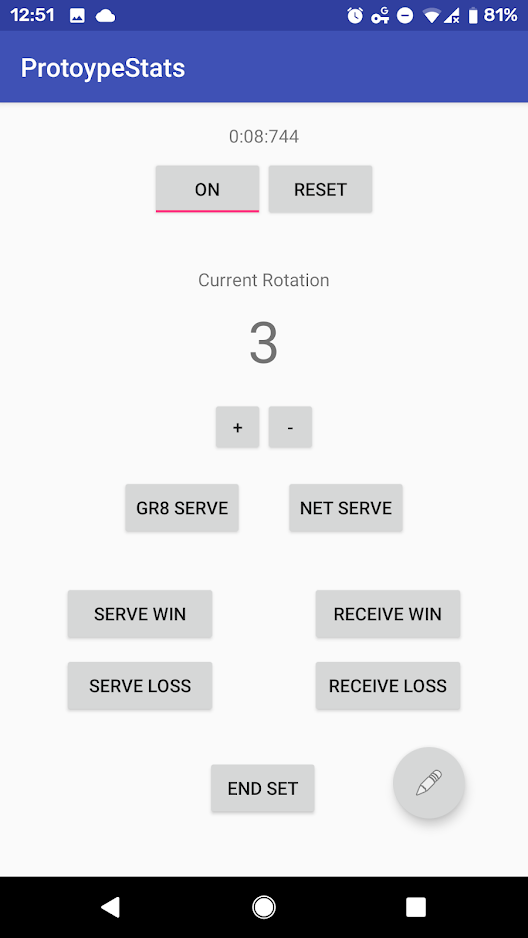 12:51 G 81%
ProtoypeStats
0:08:744
ON RESET
Current Rotation
3
+ -
GR8 SERVE NET SERVE
SERVE WIN RECEIVE WIN
SERVE LOSS RECEIVE LOSS
END SET